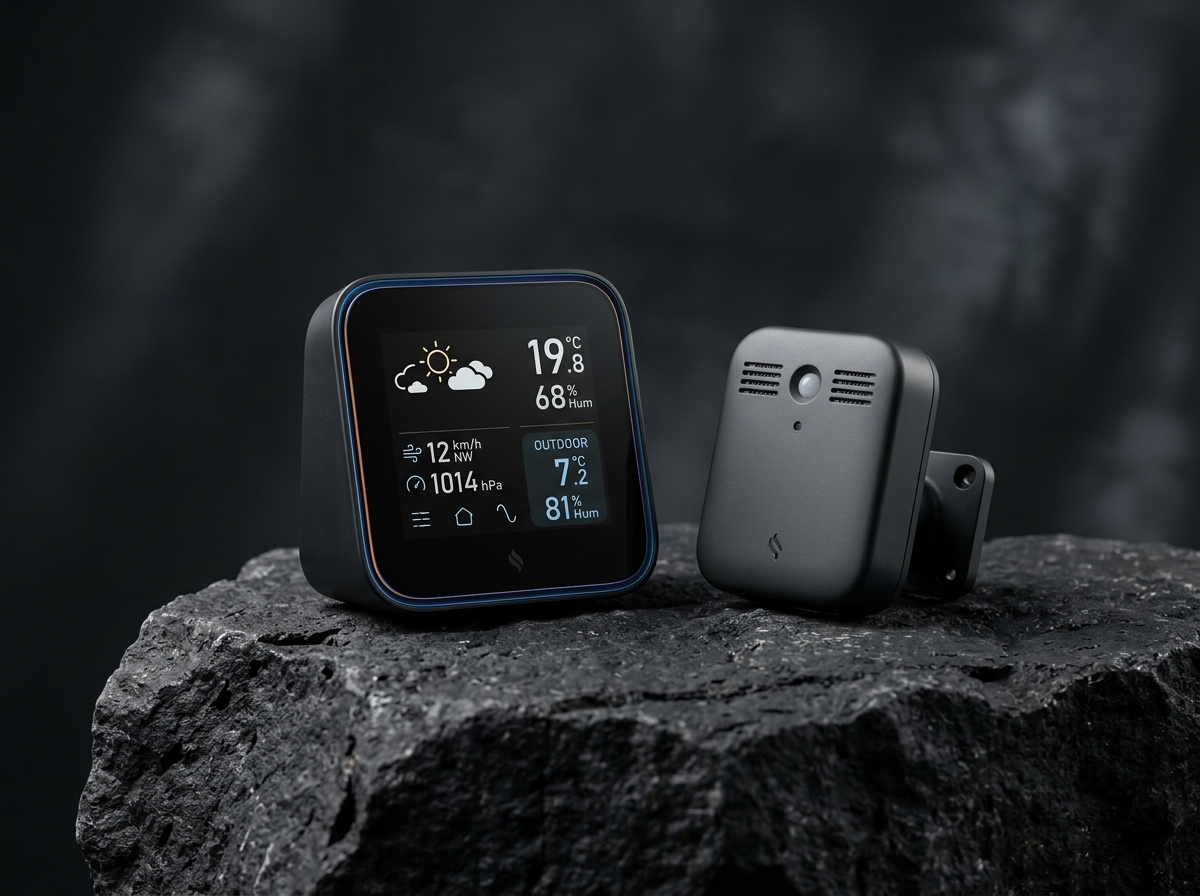 19.8 °C
68 % Hum
12 km/h NW
1014 hPa
OUTDOOR
7.2 °C
81 % Hum